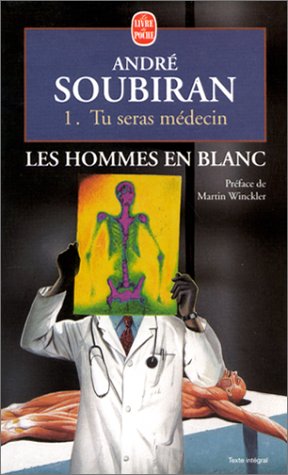 LE LIVRE
DE
POCHE
ANDRÉ
SOUBIRAN
1. Tu seras médecin
LES HOMMES EN BLANC
Préface de
Martin Winckler
Texte intégral